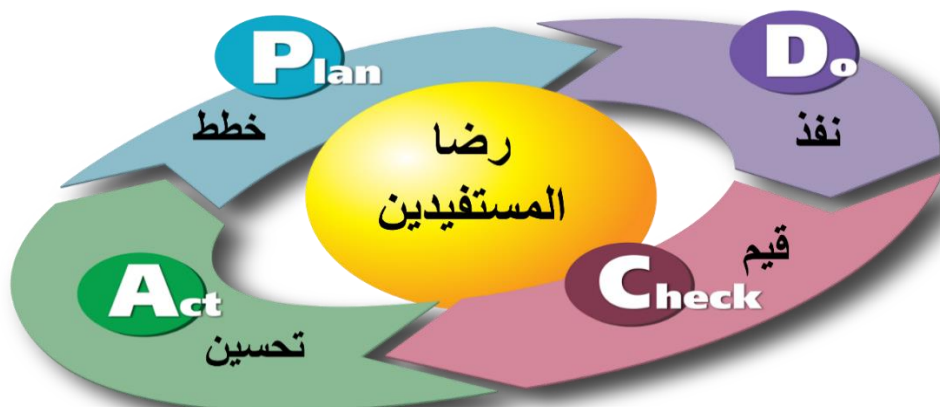 Plan
خطط
Do
نفذ
رضا
المستفيدين
Check
قيم
Act
تحسين